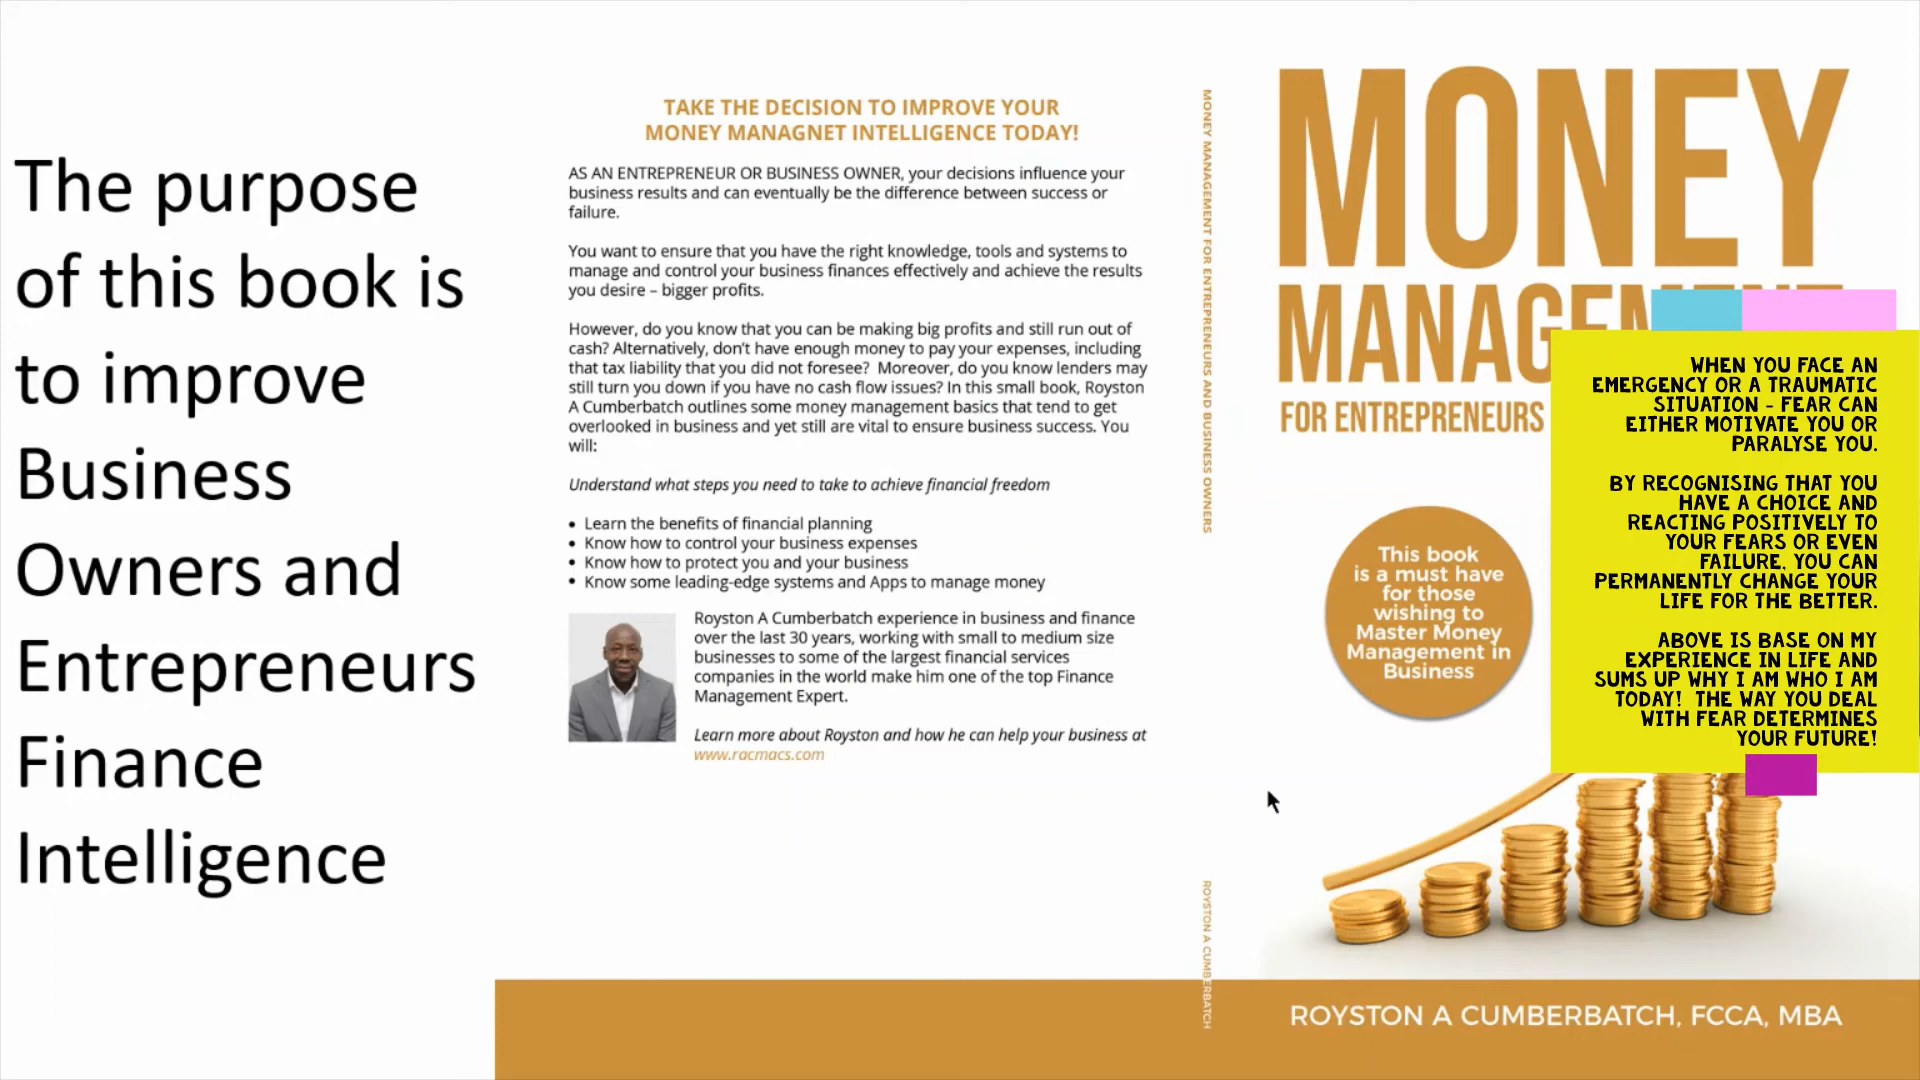 The purpose
of this book is
to improve
Business
Owners and
Entrepreneurs
Finance
Intelligence
TAKE THE DECISION TO IMPROVE YOUR
MONEY MANAGNET INTELLIGENCE TODAY!
AS AN ENTREPRENEUR OR BUSINESS OWNER, your decisions influence your
business results and can eventually be the difference between success or
failure.
You want to ensure that you have the right knowledge, tools and systems to
manage and control your business finances effectively and achieve the results
you desire – bigger profits.
However, do you know that you can be making big profits and still run out of
cash? Alternatively, don’t have enough money to pay your expenses, including
that tax liability that you did not foresee? Moreover, do you know lenders may
still turn you down if you have no cash flow issues? In this small book, Royston
A Cumberbatch outlines some money management basics that tend to get
overlooked in business and yet still are vital to ensure business success. You
will:
Understand what steps you need to take to achieve financial freedom
• Learn the benefits of financial planning
• Know how to control your business expenses
• Know how to protect you and your business
• Know some leading-edge systems and Apps to manage money
Royston A Cumberbatch experience in business and finance
over the last 30 years, working with small to medium size
businesses to some of the largest financial services
companies in the world make him one of the top Finance
Management Expert.
Learn more about Royston and how he can help your business at
www.racmacs.com
MONEY MANAGEMENT FOR ENTREPRENEURS AND BUSINESS OWNERS
ROYSTON A CUMBERBATCH
MONEY
FOR ENTREPRENEURS
This book
is a must have
for those
wishing to
Master Money
Management in
Business
WHEN YOU FACE AN
EMERGENCY OR A TRAUMATIC
SITUATION - FEAR CAN
EITHER MOTIVATE YOU OR
PARALYSE YOU.
BY RECOGNISING THAT YOU
HAVE A CHOICE AND
REACTING POSITIVELY TO
YOUR FEARS OR EVEN
FAILURE, YOU CAN
PERMANENTLY CHANGE YOUR
LIFE FOR THE BETTER.
ABOVE IS BASE ON MY
EXPERIENCE IN LIFE AND
SUMS UP WHY I AM WHO I AM
TODAY! THE WAY YOU DEAL
WITH FEAR DETERMINES
YOUR FUTURE!
ROYSTON A CUMBERBATCH, FCCA, MBA